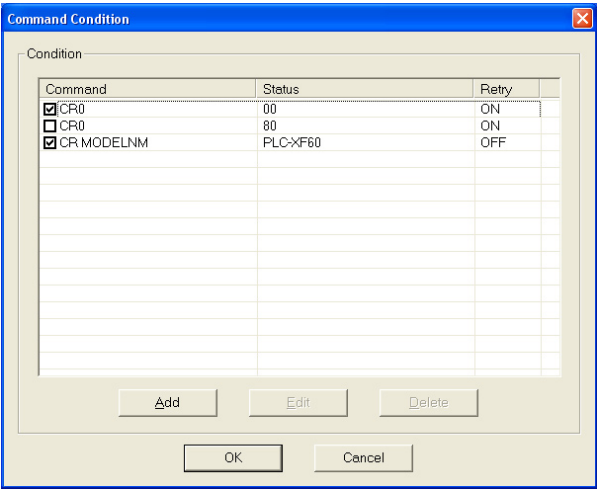 Command Condition
Condition
Command Status Retry
CR0 00 ON
CR0 80 ON
CR MODELNM PLC-XF60 OFF
Add Edit Delete
OK Cancel